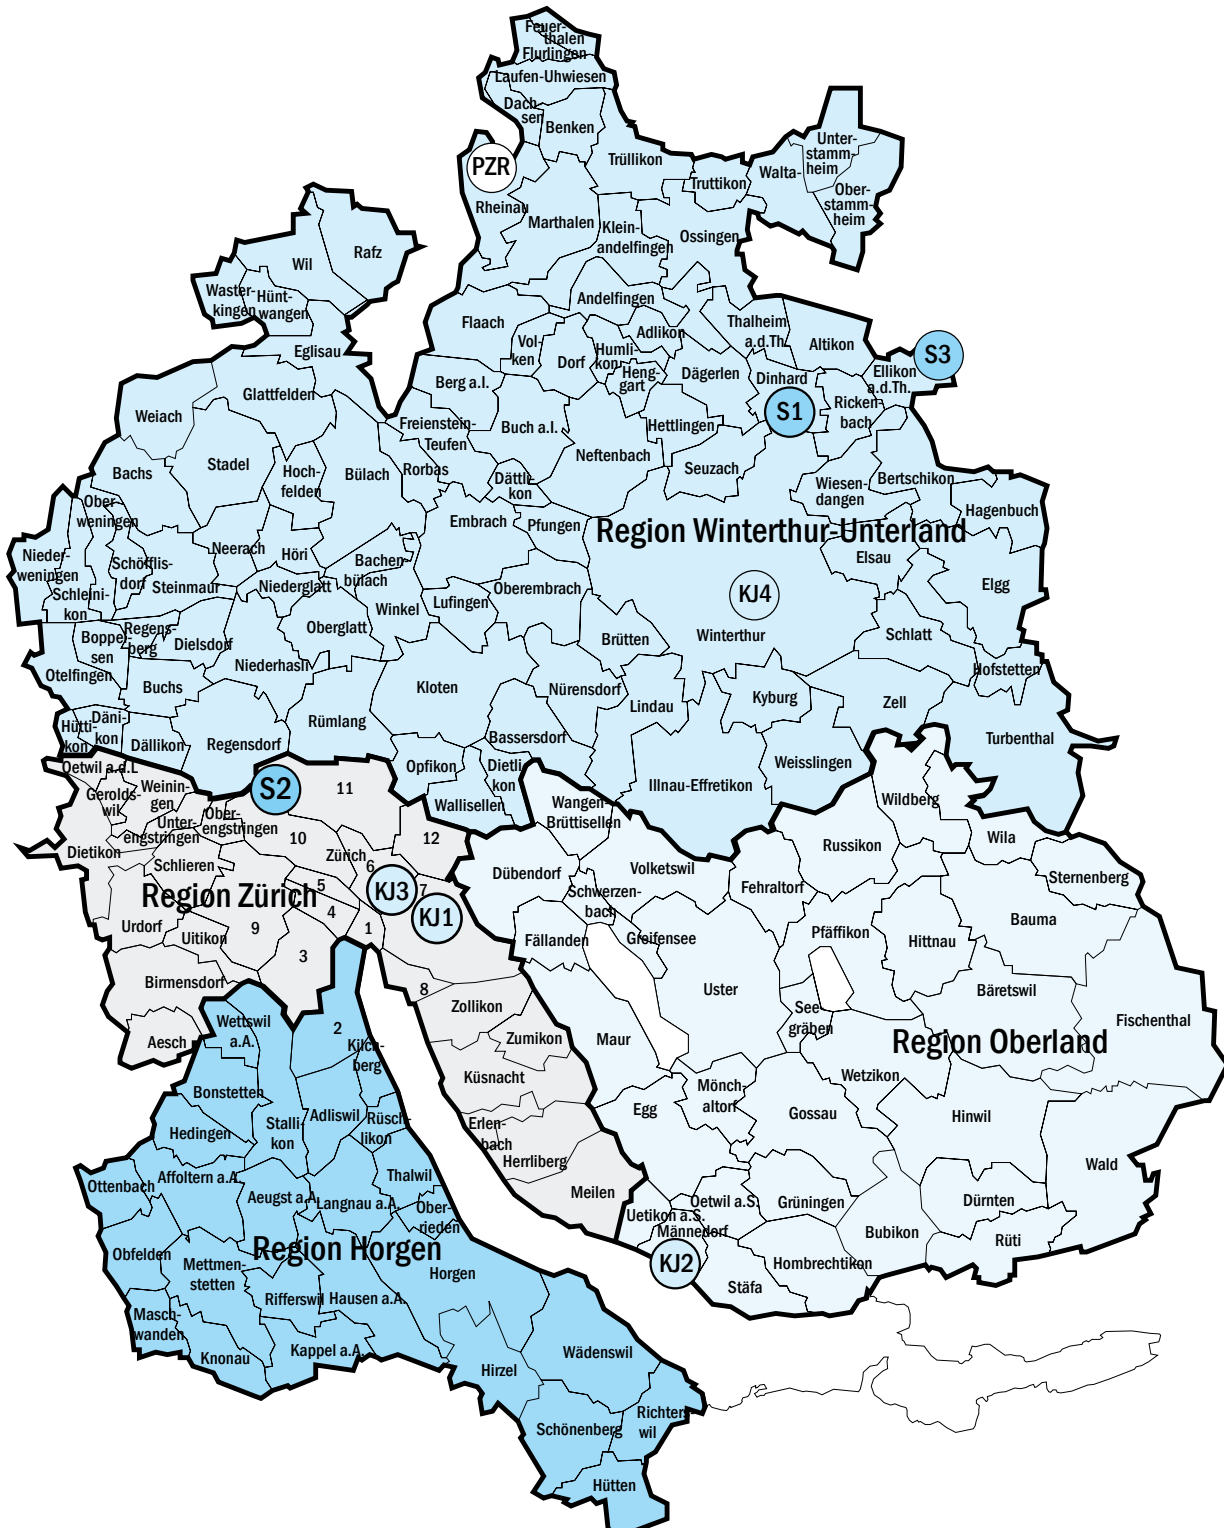 Feuer-
thalen
Flurlingen
Laufen-Uhwiesen
Dach
sen
Benken
Trüllikon
Truttikon
Walta-
Unter-
stamm-
heim
Ober-
stamm-
heim
PZR
Rheinau
Marthalen
Klein-
andelfingen
Ossingen
Rafz
Wil
Waster-
kingen
Hünt-
wangen
Eglisau
Andelfingen
Flaach
Vol-
ken
Dorf
Humli-
kon
Adlikon
Heng-
gart
Thalheim
a.d.Th.
Altikon
Dägerlen
Dinhard
Ellikon
a.d.Th.
S3
S1
Ricken-
bach
Berg a.I.
Glattfelden
Weiach
Freienstein-
Teufen
Buch a.I.
Hettlingen
Neftenbach
Seuzach
Wiesen-
dangen
Bertschikon
Hagenbuch
Bachs
Stadel
Hoch-
felden
Bülach
Rorbas
Dättli-
kon
Embrach
Pfungen
Region Winterthur-Unterland
Ober-
weningen
Nieder-
weningen
Schöfflis-
dorf
Schleini-
kon
Steinmaur
Neerach
Höri
Niederglatt
Bachen-
bülach
Winkel
Lufingen
Oberembrach
KJ4
Winterthur
Elsau
Elgg
Schlatt
Hofstetten
Brütten
Boppel-
sen
Regens-
berg
Dielsdorf
Oberglatt
Niederhasli
Otelfingen
Buchs
Kloten
Nürensdorf
Lindau
Kyburg
Zell
Turbenthal
Hütti-
kon
Däni-
kon
Dällikon
Regensdorf
Rümlang
Bassersdorf
Opfikon
Dietli
kon
Wallisellen
Illnau-Effretikon
Weisslingen
Oetwil a.d.L
Gerolds-
wil
Weinin-
gen
Unter-
engstringen
Ober-
engstringen
S2
11
12
10
Zürich
6
7
5
4
9
3
1
8
2
Dietikon
Schlieren
Region Zürich
KJ3
KJ1
Urdorf
Uitikon
Birmensdorf
Aesch
Zollikon
Zumikon
Küsnacht
Erlen-
bach
Herrliberg
Meilen
Wangen-
Brüttisellen
Dübendorf
Volketswil
Schwerzen-
bach
Fällanden
Greifensee
Uster
Maur
Wildberg
Wila
Russikon
Sternenberg
Fehraltorf
Pfäffikon
Hittnau
Bauma
Bäretswil
Fischenthal
See-
gräben
Region Oberland
Wetzikon
Mönch-
altorf
Egg
Gossau
Hinwil
Wald
Oetwil a.S.
Uetikon a.S.
Männedorf
Grüningen
Dürnten
Rüti
Bubikon
Hombrechtikon
KJ2
Stäfa
Wettswil
a.A.
Kilch-
berg
Bonstetten
Hedingen
Stalli-
kon
Adliswil
Rüsch-
likon
Thalwil
Ober-
rieden
Ottenbach
Affoltern a.A.
Aeugst a.A.
Langnau a.A.
Region Horgen
Obfelden
Mettmen-
stetten
Rifferswil
Hausen a.A.
Horgen
Masch-
wanden
Knonau
Kappel a.A.
Hirzel
Wädenswil
Schönenberg
Richters-
wil
Hütten